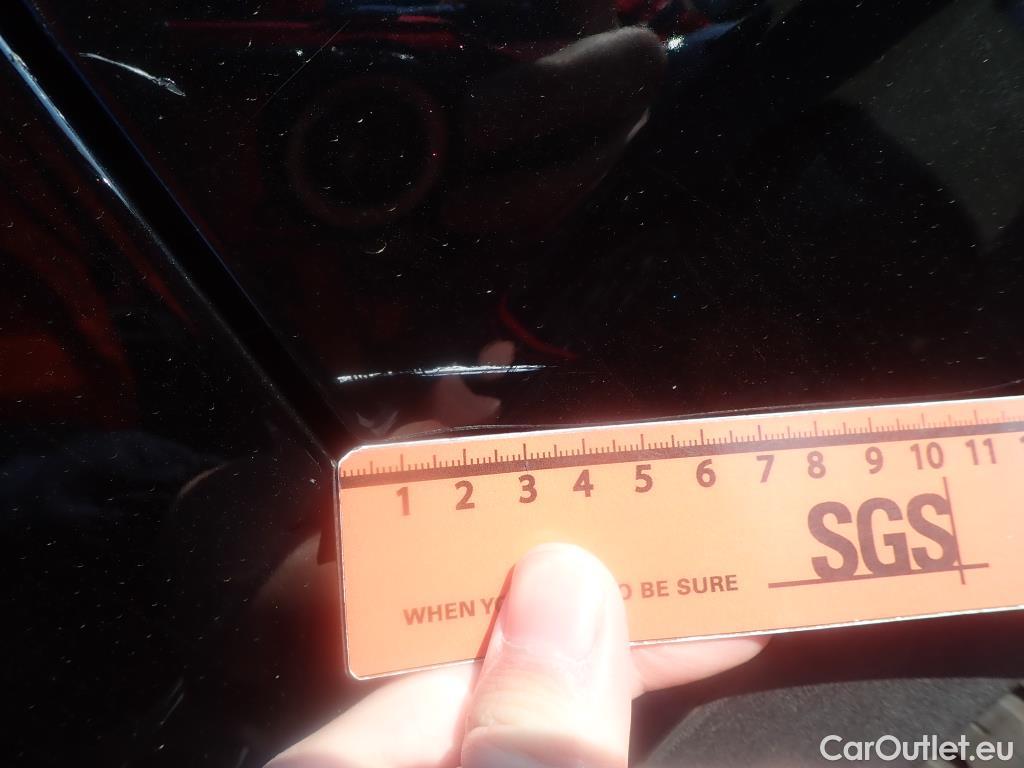 1 2 3 4 5 6 7 8 9 10 11
SGS
WHEN YO O BE SURE
CarOutlet.eu